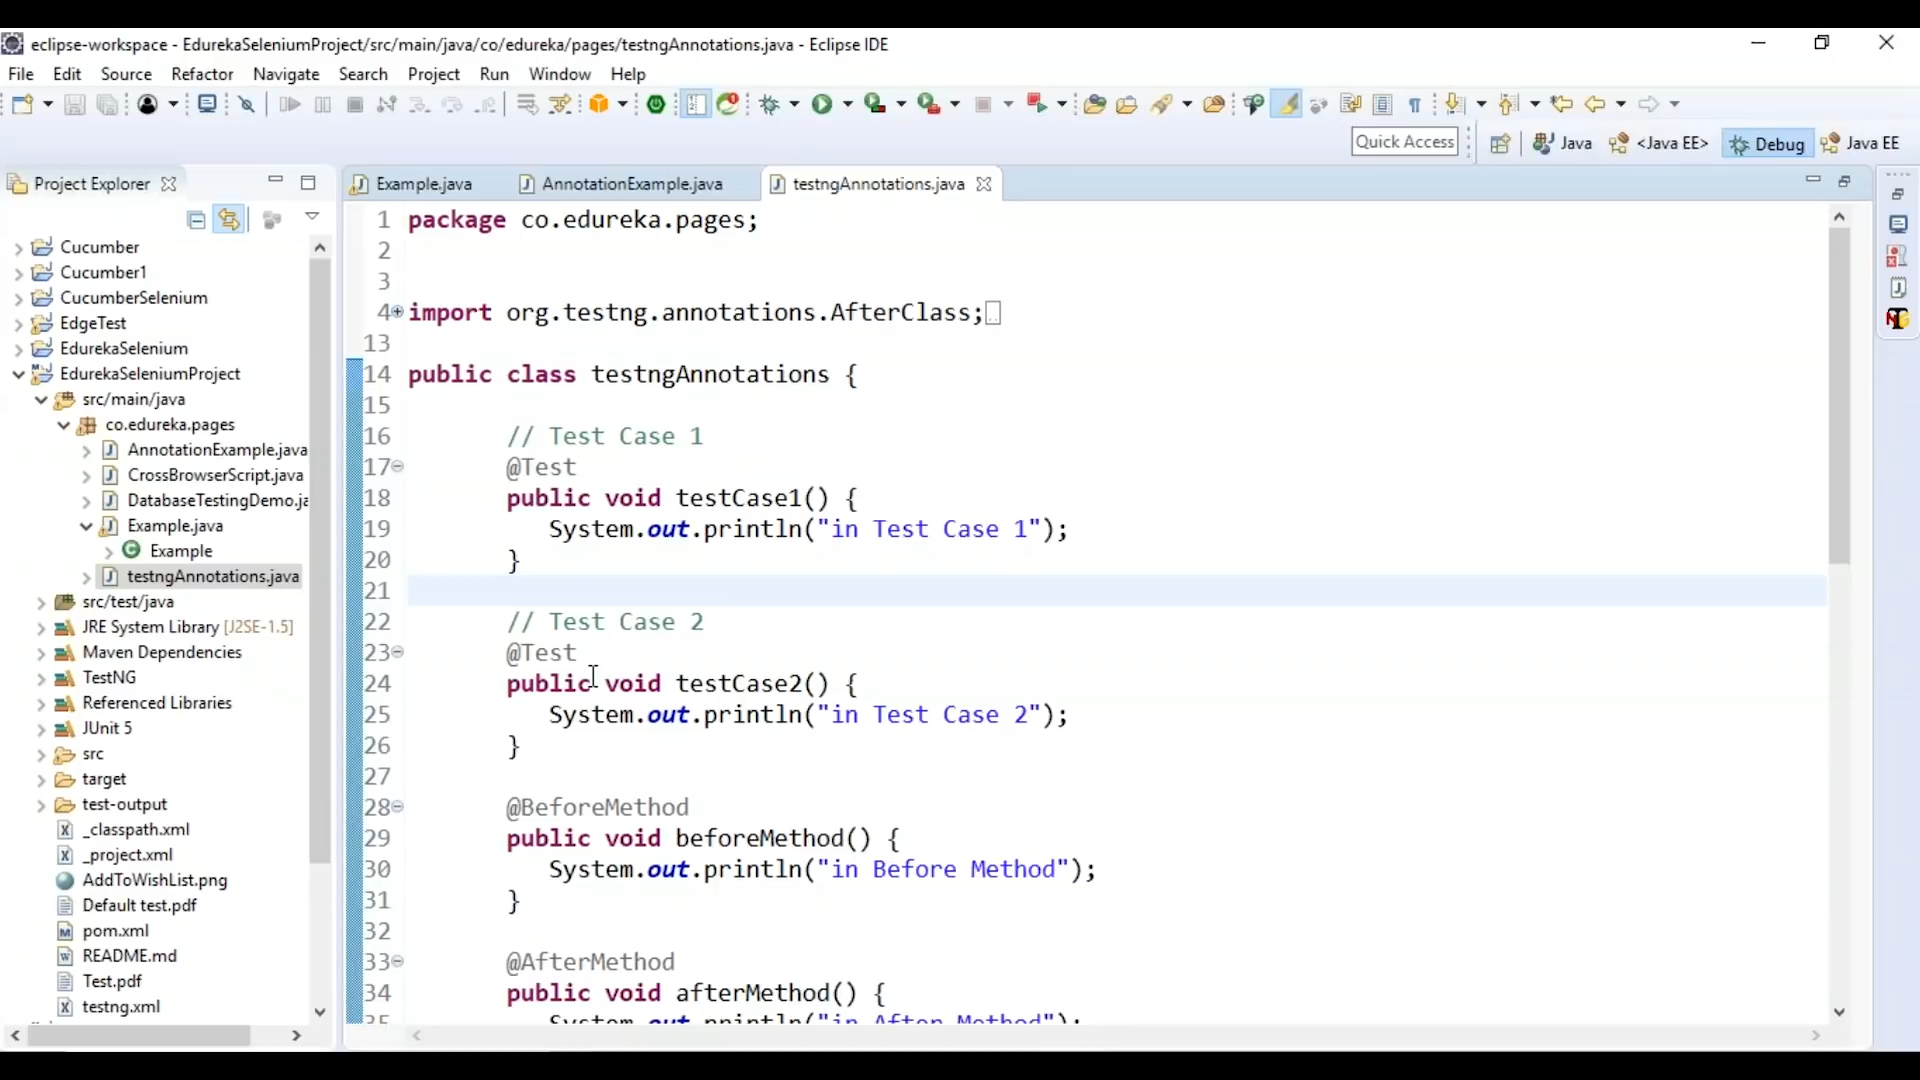 eclipse-workspace - EdurekaSeleniumProject/src/main/java/co/edureka/pages/testngAnnotations.java - Eclipse IDE
File Edit Source Refactor Navigate Search Project Run Window Help
Quick Access Java <Java EE> Debug Java EE
Project Explorer
Example.java AnnotationExample.java testngAnnotations.java
Cucumber
Cucumber1
CucumberSelenium
EdgeTest
EdurekaSelenium
EdurekaSeleniumProject
src/main/java
co.edureka.pages
AnnotationExample.java
CrossBrowserScript.java
DatabaseTestingDemo.ja
Example.java
Example
testngAnnotations.java
src/test/java
JRE System Library [J2SE-1.5]
Maven Dependencies
TestNG
Referenced Libraries
JUnit 5
src
target
test-output
_classpath.xml
_project.xml
AddToWishList.png
Default test.pdf
pom.xml
README.md
Test.pdf
testng.xml
1 package co.edureka.pages;
2
3
4 import org.testng.annotations.AfterClass;
13
14 public class testngAnnotations {
15
16 // Test Case 1
17 @Test
18 public void testCase1() {
19 System.out.println("in Test Case 1");
20 }
21
22 // Test Case 2
23 @Test
24 public void testCase2() {
25 System.out.println("in Test Case 2");
26 }
27
28 @BeforeMethod
29 public void beforeMethod() {
30 System.out.println("in Before Method");
31 }
32
33 @AfterMethod
34 public void afterMethod() {
35 System.out.println("in After Method");